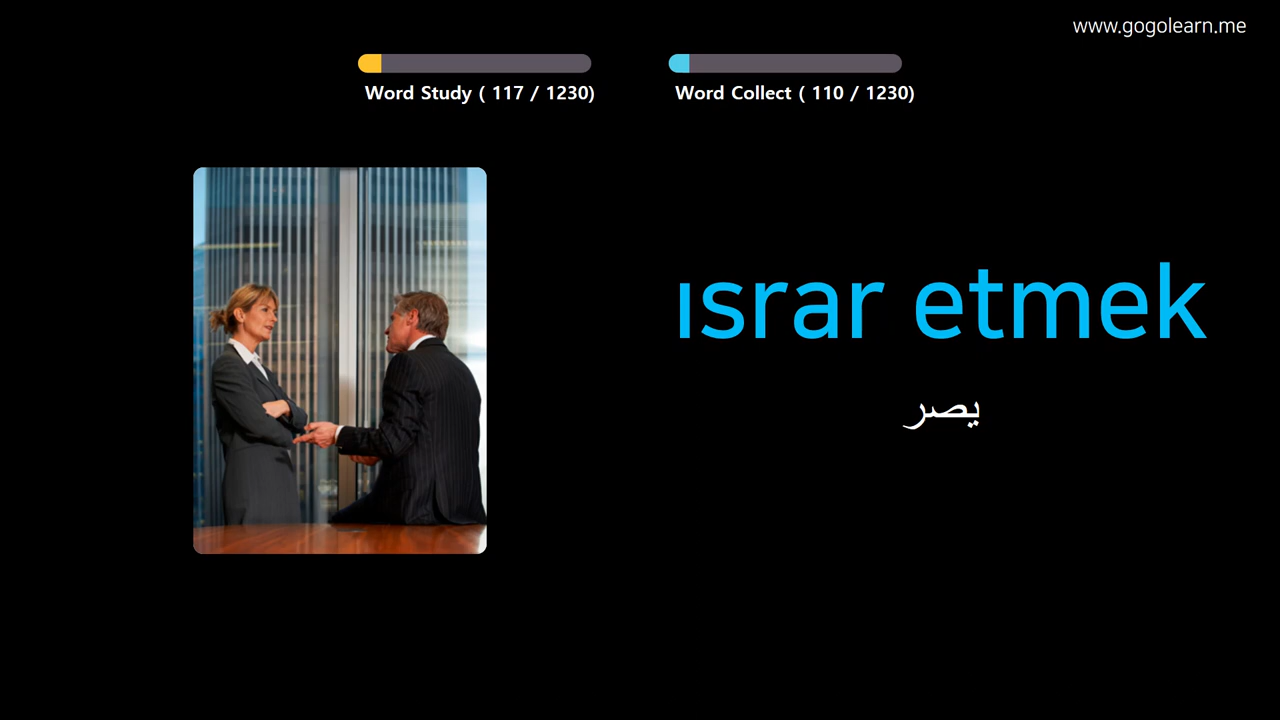 www.gogolearn.me
Word Study ( 117 / 1230)
Word Collect ( 110 / 1230)
ısrar etmek
يصر